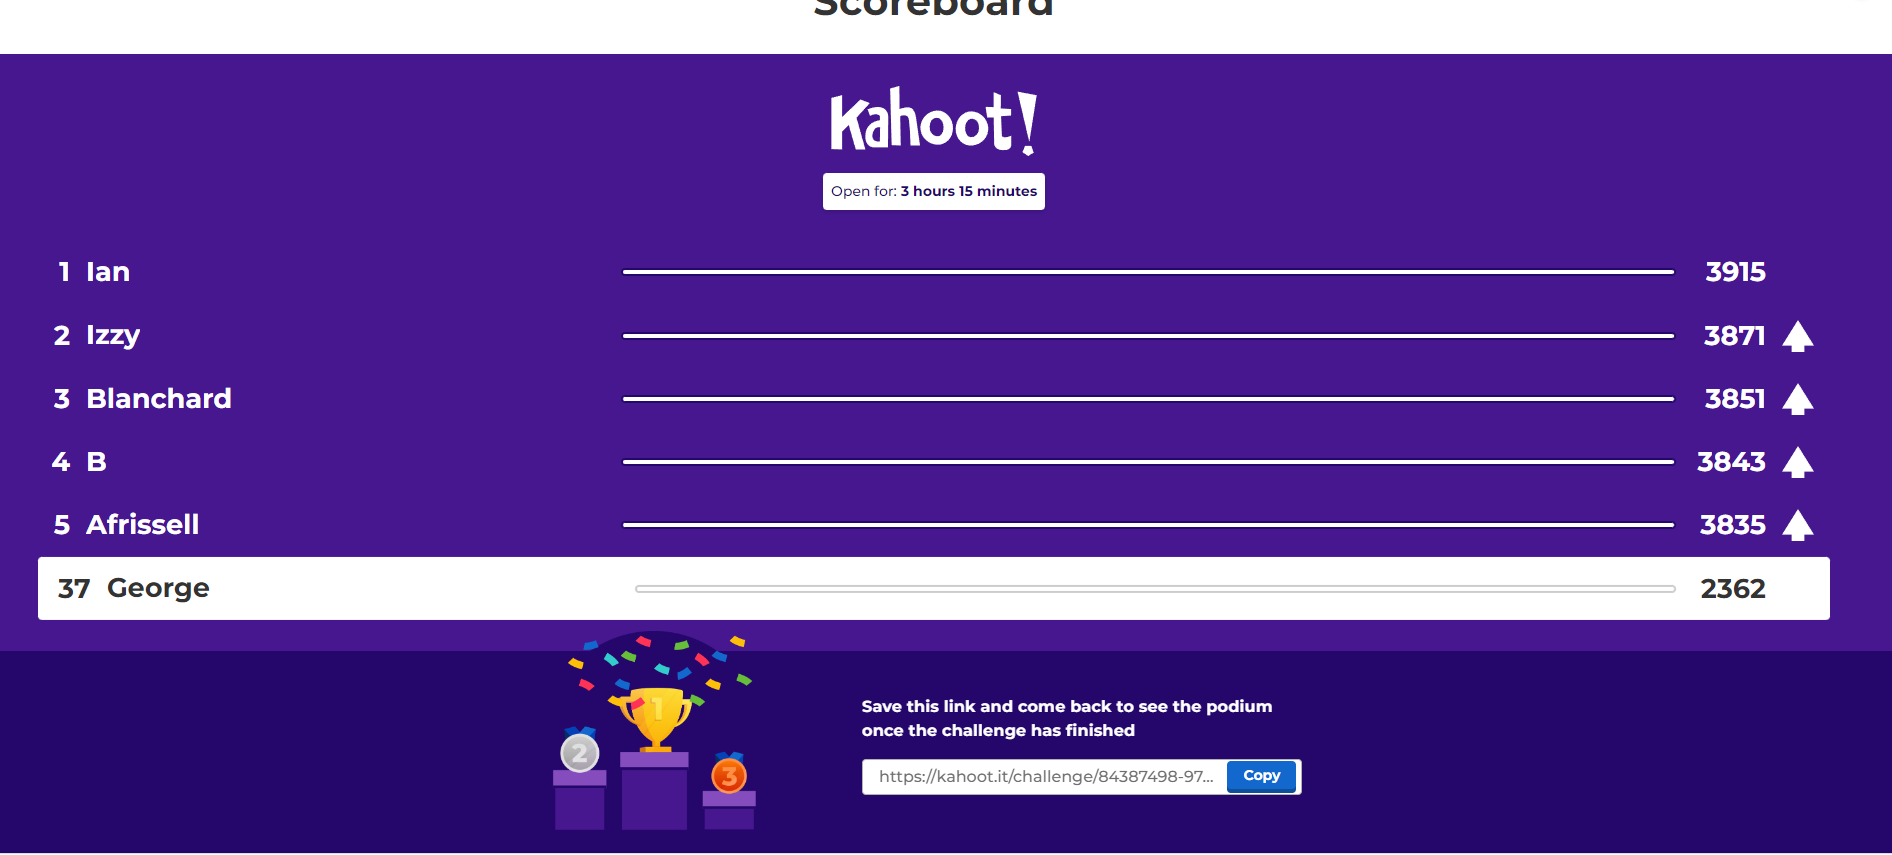 Scoreboard
Kahoot!
Open for: 3 hours 15 minutes
1 Ian 3915
2 Izzy 3871
3 Blanchard 3851
4 B 3843
5 Afrissell 3835
37 George 2362
1
2
3
Save this link and come back to see the podium
once the challenge has finished
https://kahoot.it/challenge/84387498-97... Copy